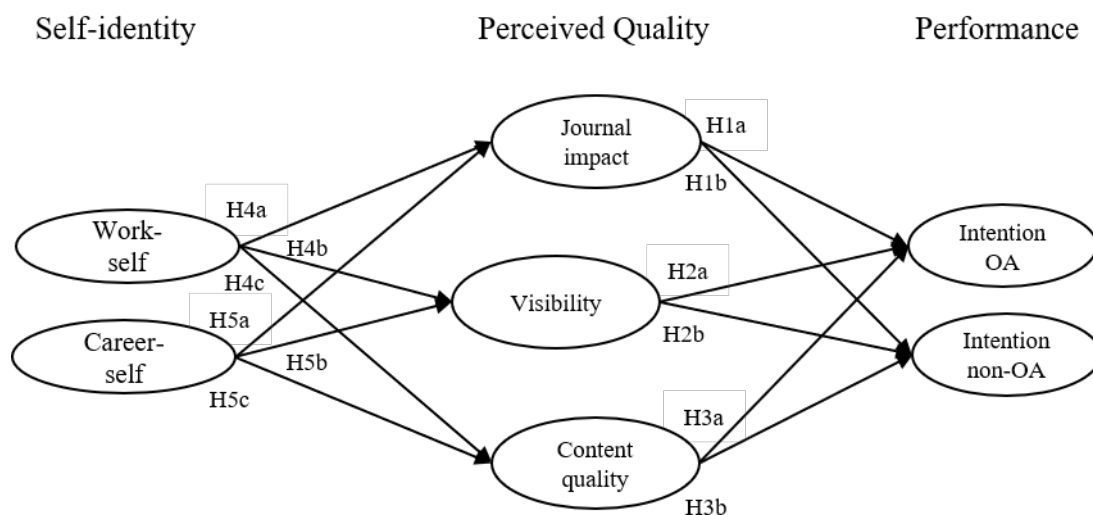 Self-identity
Perceived Quality
Performance
Journal
impact
H1a
H1b
H4a
Work-
self
H4b
H4c
H2a
Visibility
H2b
Intention
OA
H5a
Career-
self
H5b
H5c
Intention
non-OA
H3a
Content
quality
H3b